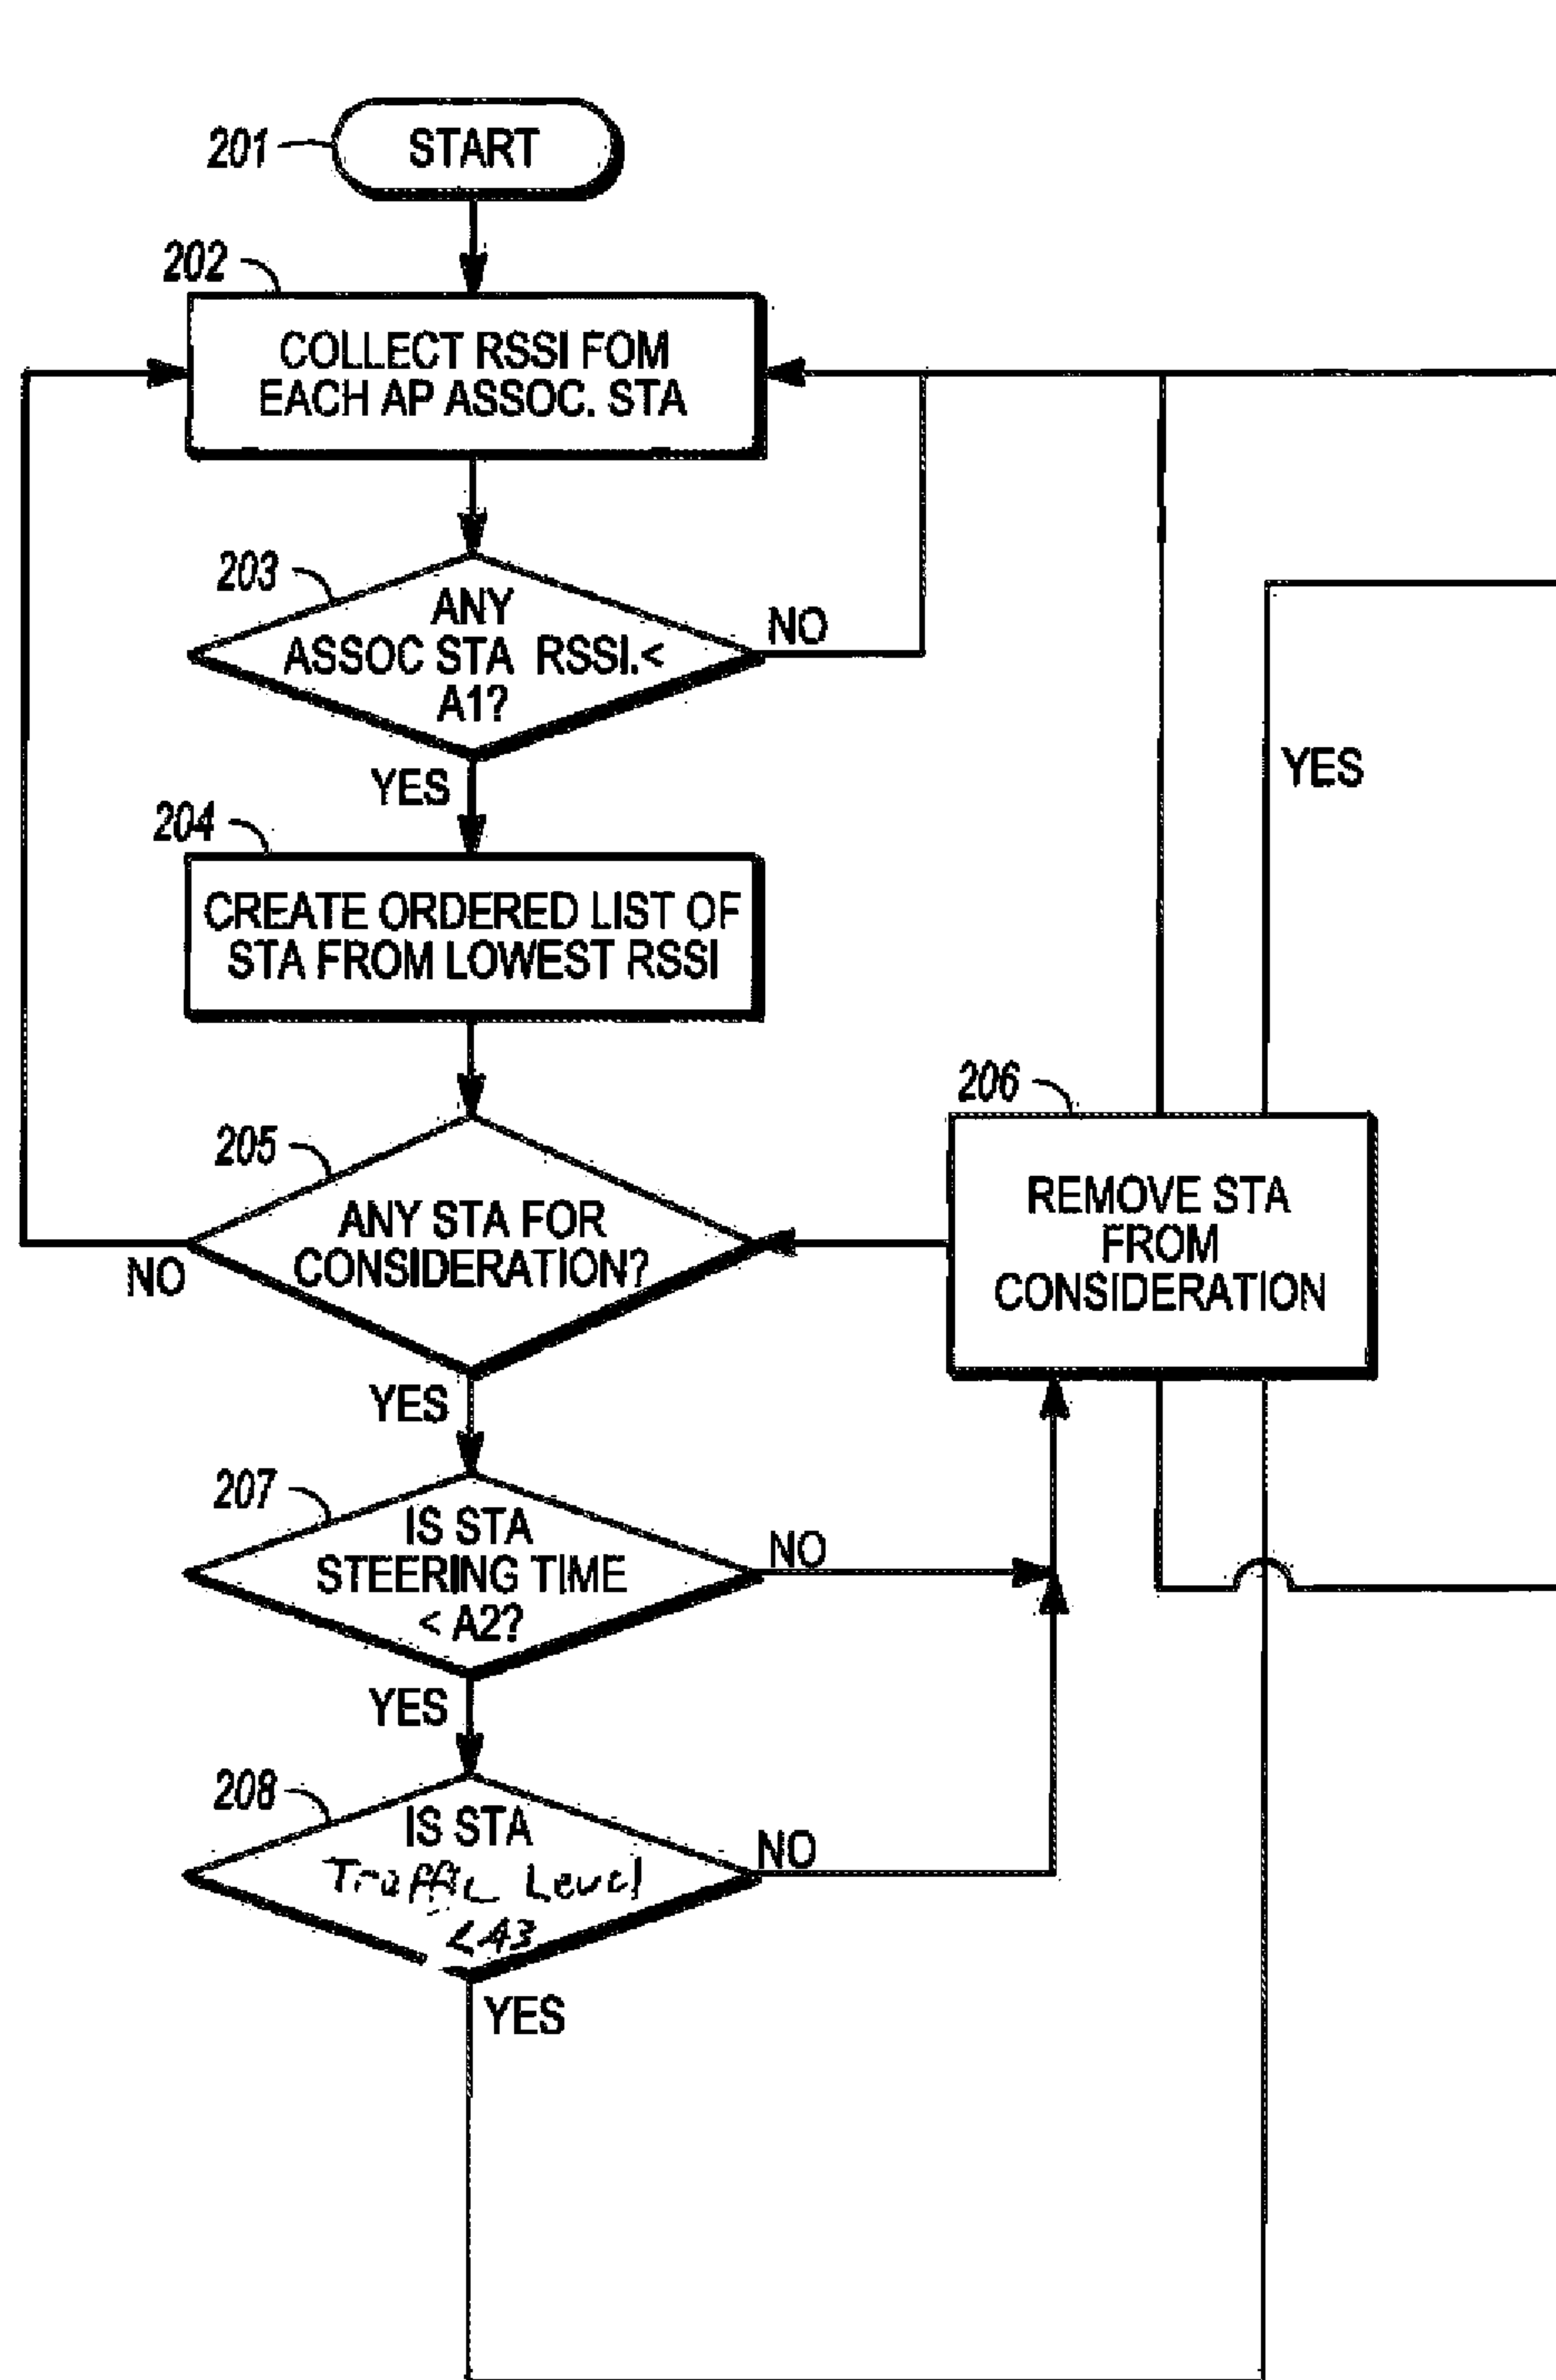 201
START
202
COLLECT RSSI FOM
EACH AP ASSOC. STA
203
ANY
ASSOC STA RSSI.<
A1?
NO
YES
YES
204
CREATE ORDERED LIST OF
STA FROM LOWEST RSSI
206
205
ANY STA FOR
CONSIDERATION?
NO
REMOVE STA
FROM
CONSIDERATION
YES
207
IS STA
STEERING TIME
< A2?
NO
YES
208
IS STA
Traffic Level
<A3
NO
YES